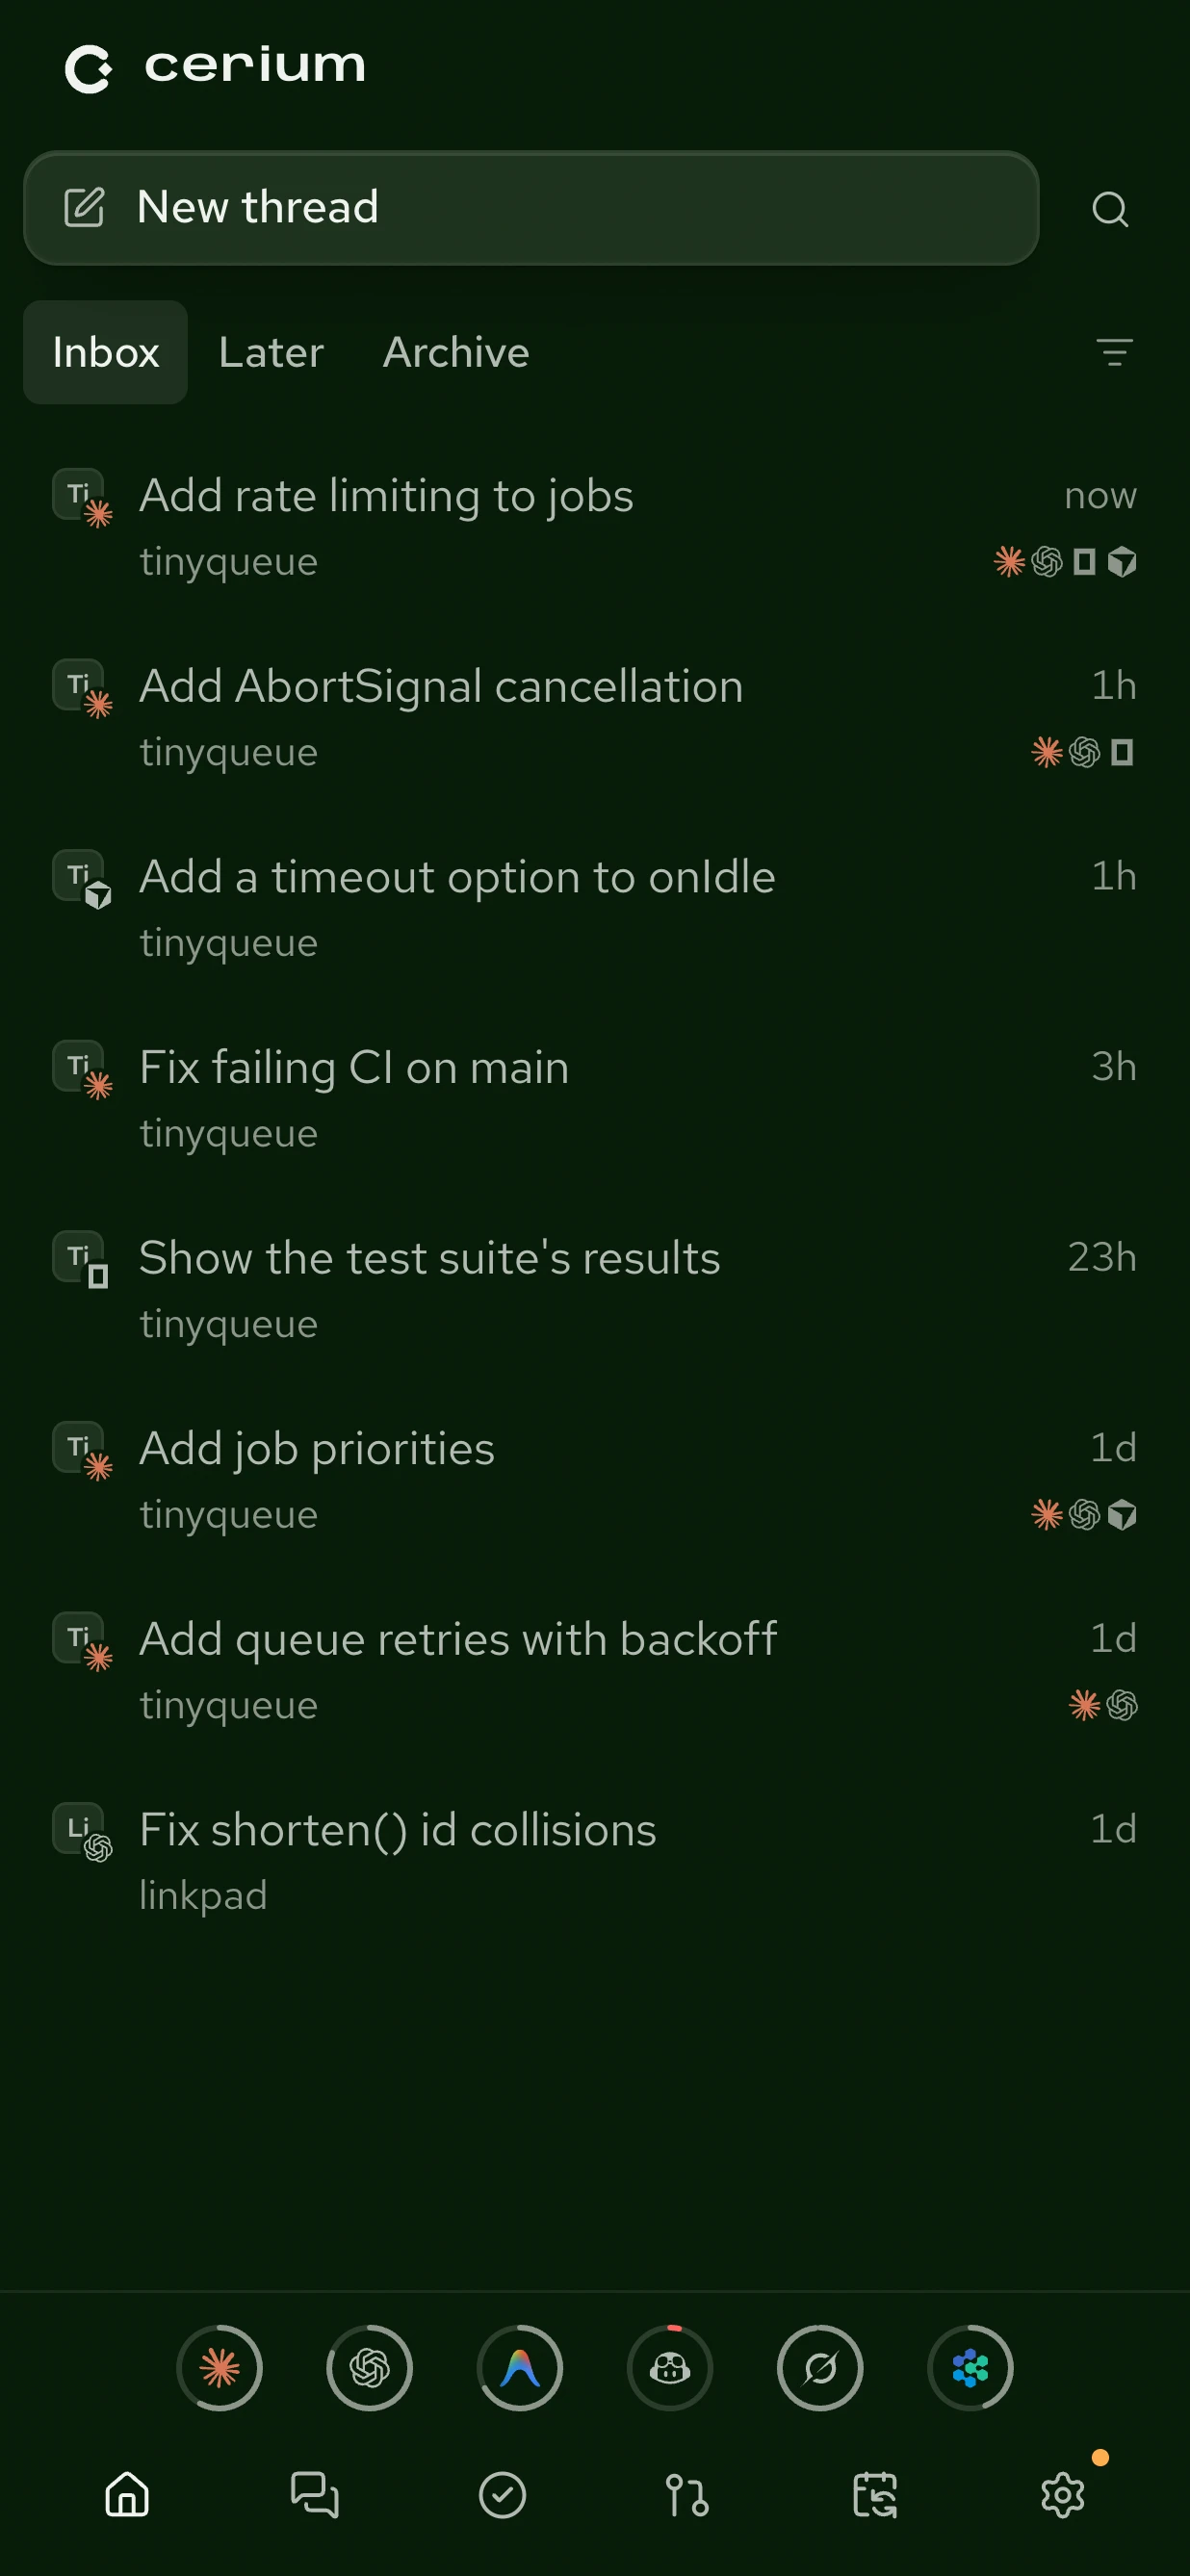 cerium
New thread
Inbox Later Archive
Ti Add rate limiting to jobs now
tinyqueue
Ti Add AbortSignal cancellation 1h
tinyqueue
Ti Add a timeout option to onIdle 1h
tinyqueue
Ti Fix failing CI on main 3h
tinyqueue
Ti Show the test suite's results 23h
tinyqueue
Ti Add job priorities 1d
tinyqueue
Ti Add queue retries with backoff 1d
tinyqueue
Li Fix shorten() id collisions 1d
linkpad